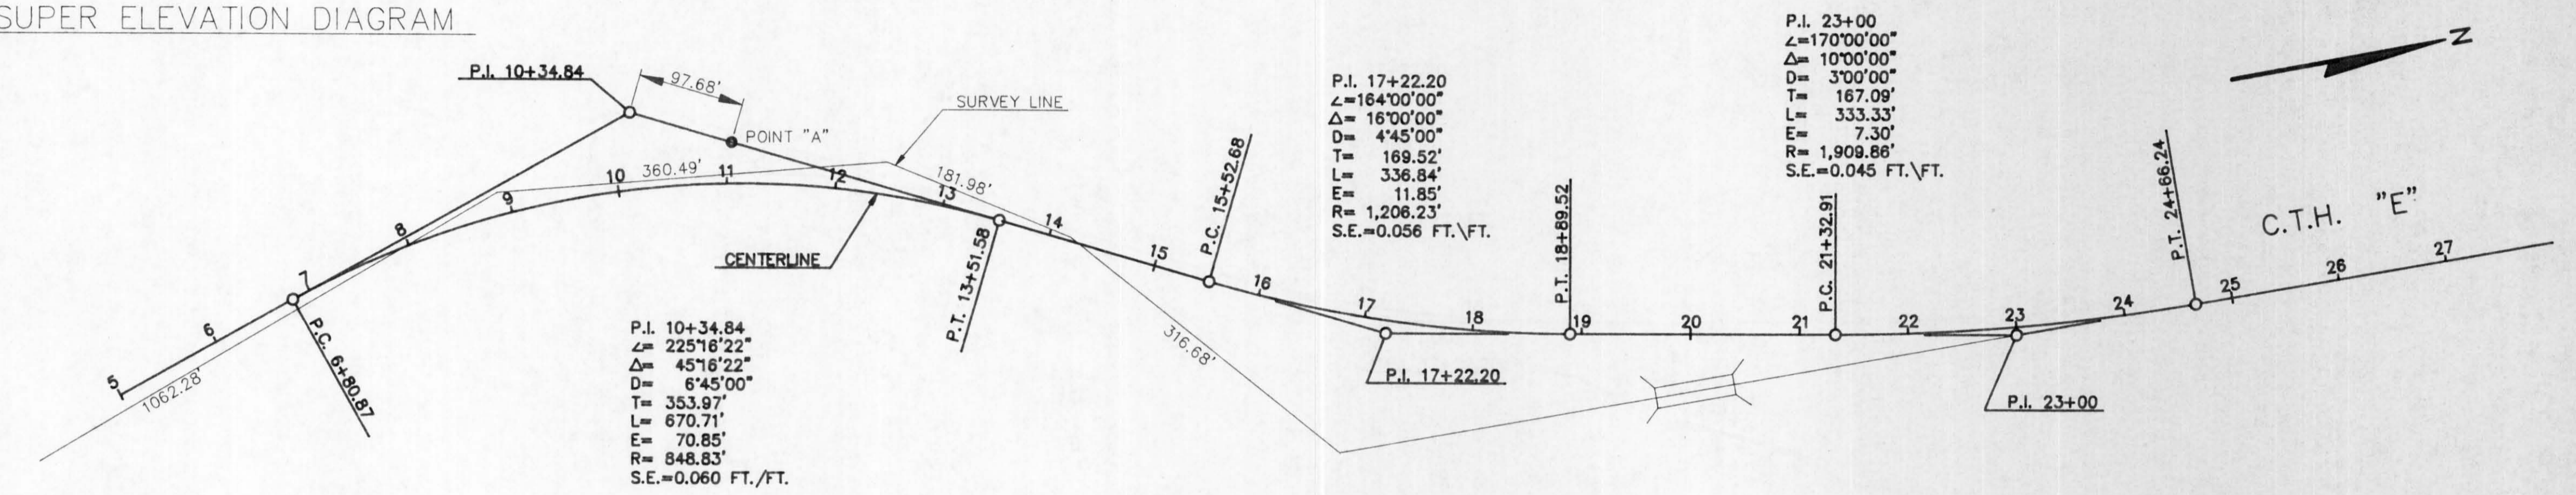 SUPER ELEVATION DIAGRAM
P.I. 10+34.84
97.68'
POINT "A"
SURVEY LINE
360.49'
181.98'
5
6
7
8
9
10
11
12
13
14
15
16
17
18
19
20
21
22
23
24
25
26
27
1062.28'
P.C. 6+80.87
CENTERLINE
P.T. 13+51.58
P.C. 15+52.68
316.68'
P.I. 10+34.84
∠= 225°16'22"
Δ= 45°16'22"
D= 6°45'00"
T= 353.97'
L= 670.71'
E= 70.85'
R= 848.83'
S.E.=0.060 FT./FT.
P.I. 17+22.20
∠=164°00'00"
Δ= 16°00'00"
D= 4°45'00"
T= 169.52'
L= 336.84'
E= 11.85'
R= 1,206.23'
S.E.=0.056 FT.\FT.
P.I. 17+22.20
P.T. 18+89.52
P.C. 21+32.91
P.I. 23+00
∠=170°00'00"
Δ= 10°00'00"
D= 3°00'00"
T= 167.09'
L= 333.33'
E= 7.30'
R= 1,909.86'
S.E.=0.045 FT.\FT.
P.I. 23+00
P.T. 24+66.24
C.T.H. "E"
N